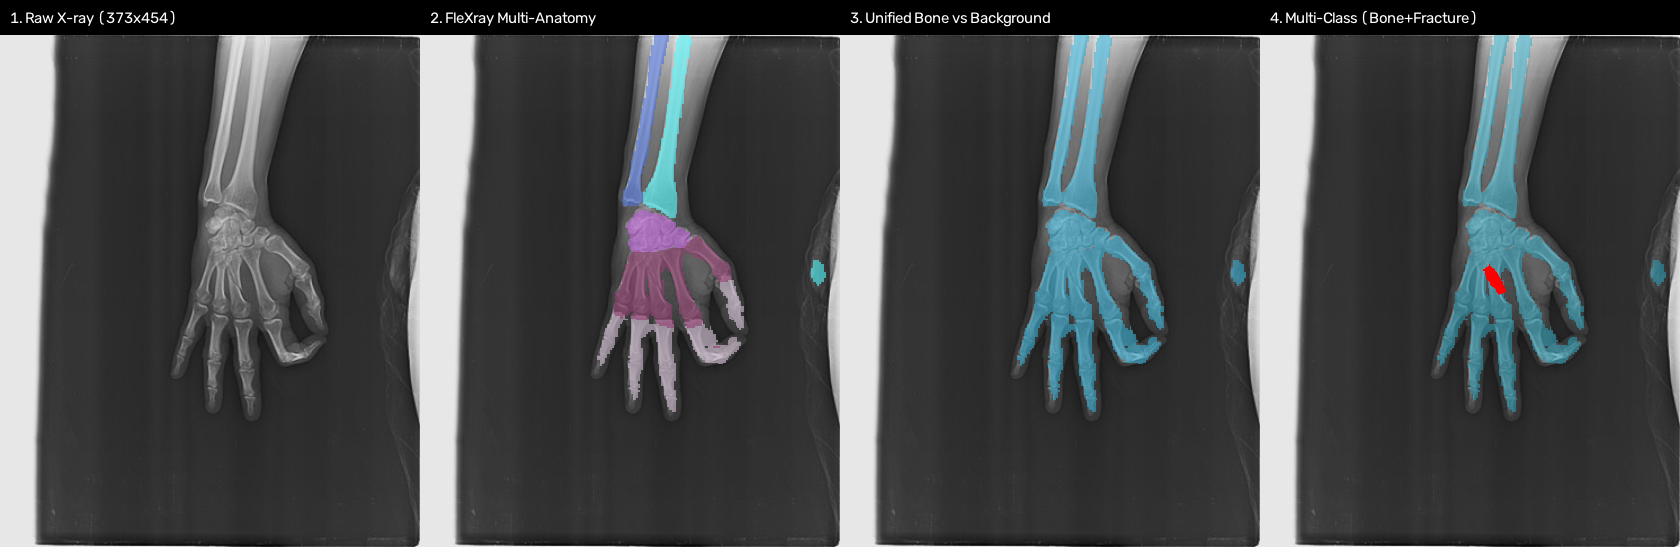 1. Raw X-ray (373x454)
2. FleXray Multi-Anatomy
3. Unified Bone vs Background
4. Multi-Class (Bone+Fracture)